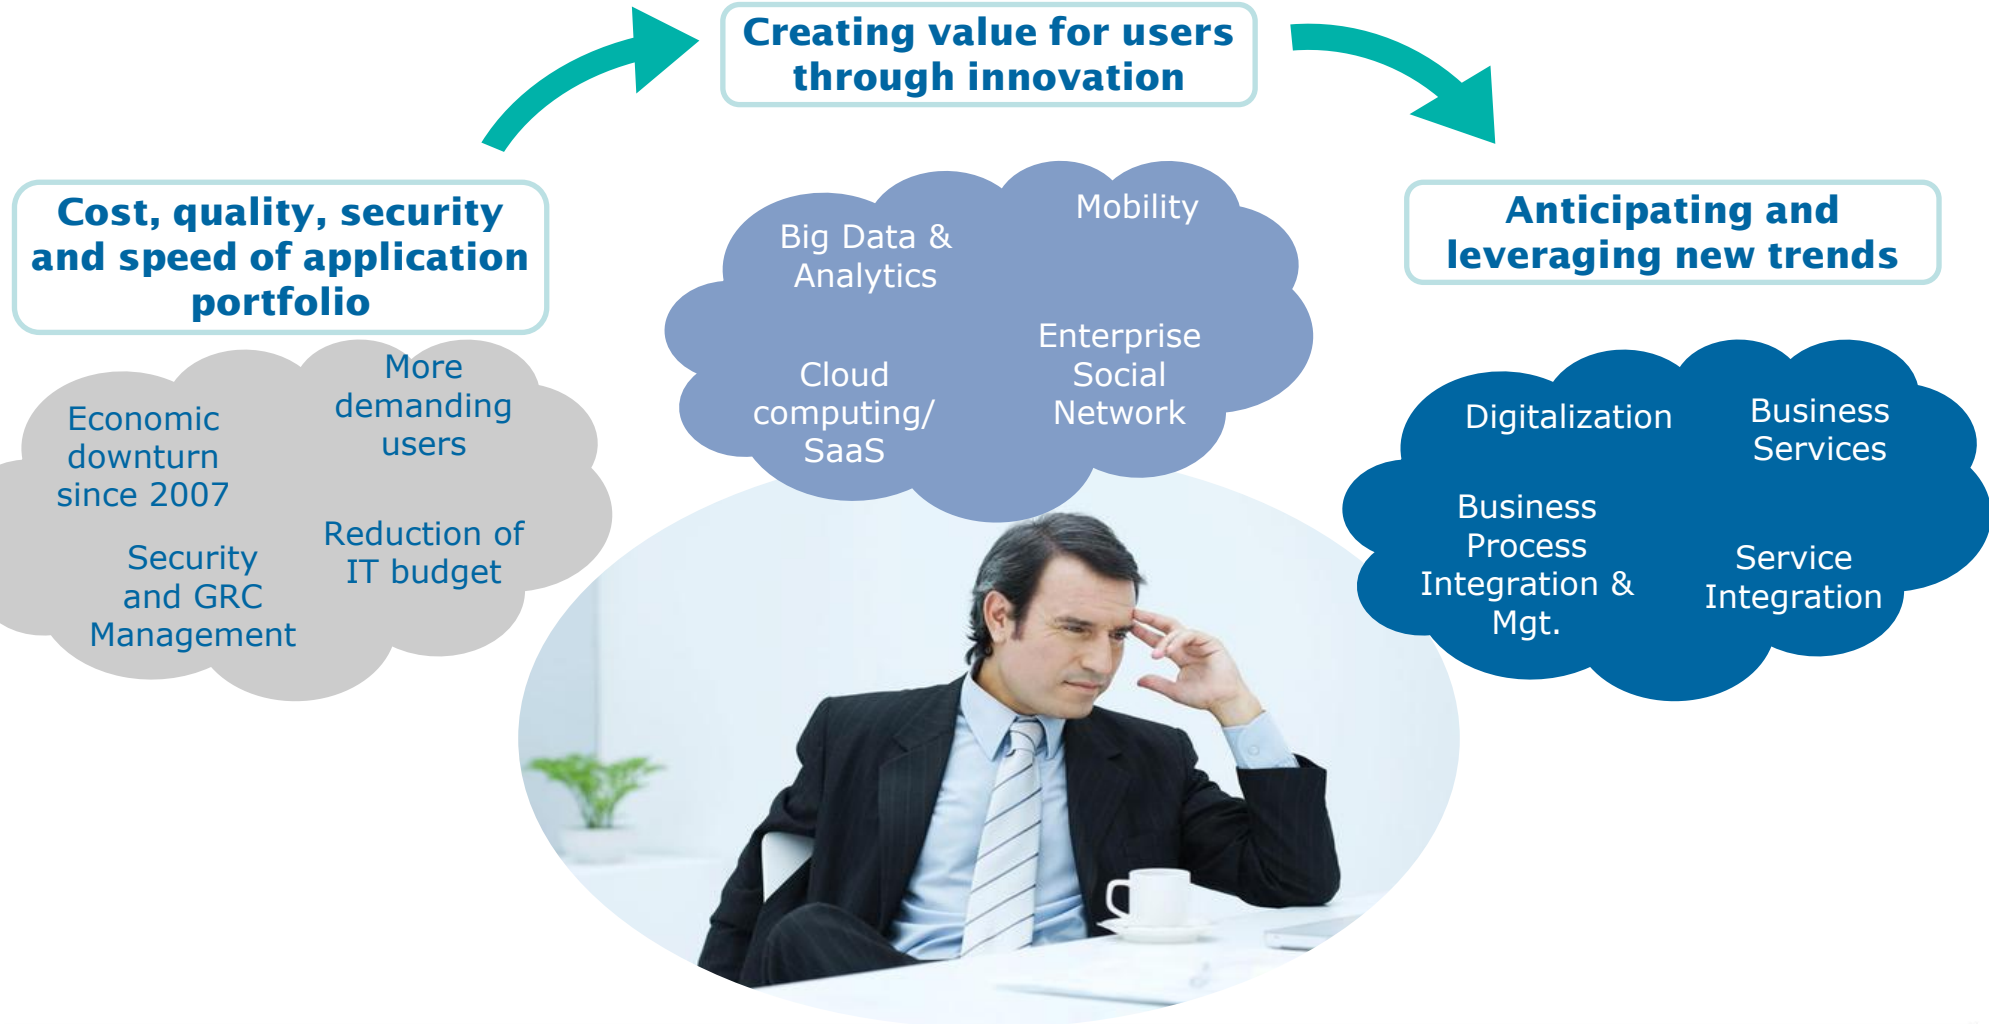 Creating value for users
through innovation
Cost, quality, security
and speed of application
portfolio
Anticipating and
leveraging new trends
More
demanding
users
Economic
downturn
since 2007
Reduction of
IT budget
Security
and GRC
Management
Mobility
Big Data &
Analytics
Enterprise
Social
Network
Cloud
computing/
SaaS
Digitalization
Business
Services
Business
Process
Integration &
Mgt.
Service
Integration